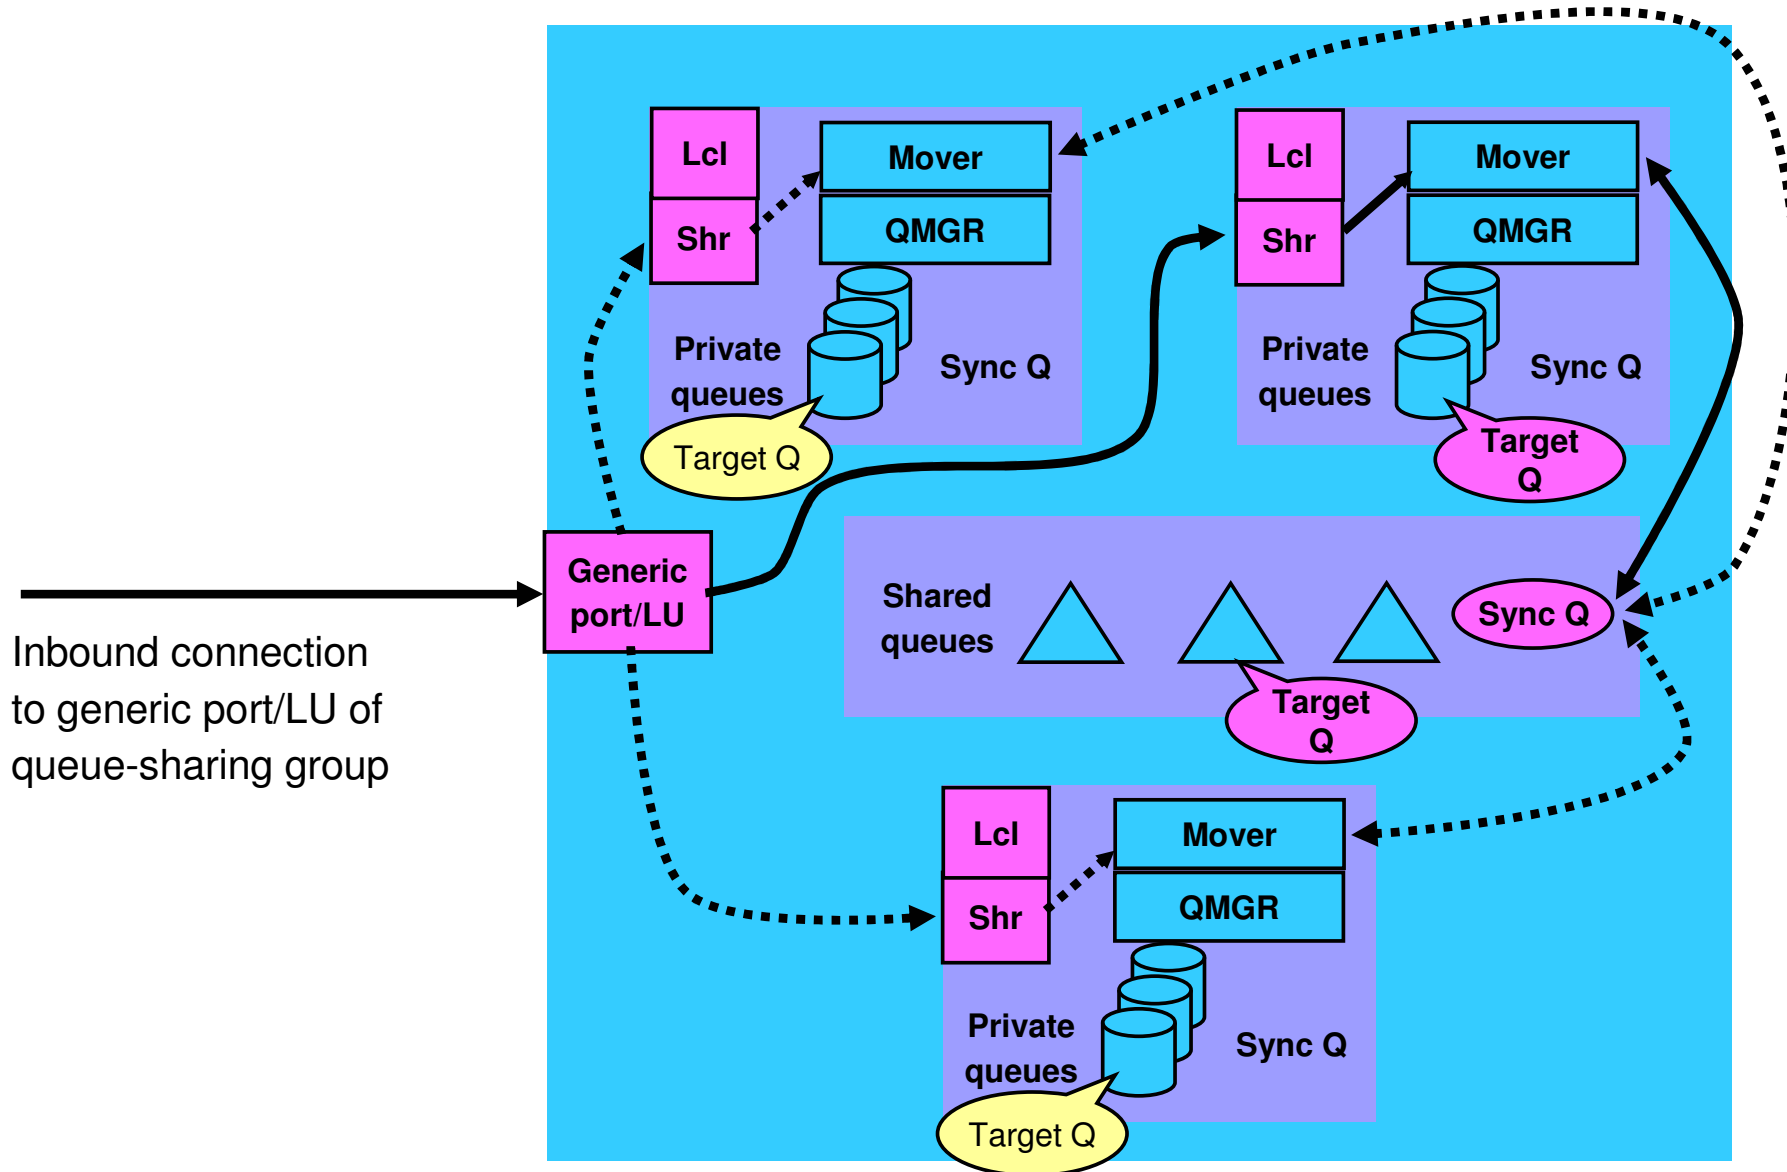 Lcl
Mover
Shr
QMGR
Private
queues
Sync Q
Target Q
Lcl
Mover
Shr
QMGR
Private
queues
Sync Q
Target
Q
Generic
port/LU
Inbound connection
to generic port/LU of
queue-sharing group
Shared
queues
Sync Q
Target
Q
Lcl
Mover
Shr
QMGR
Private
queues
Sync Q
Target Q